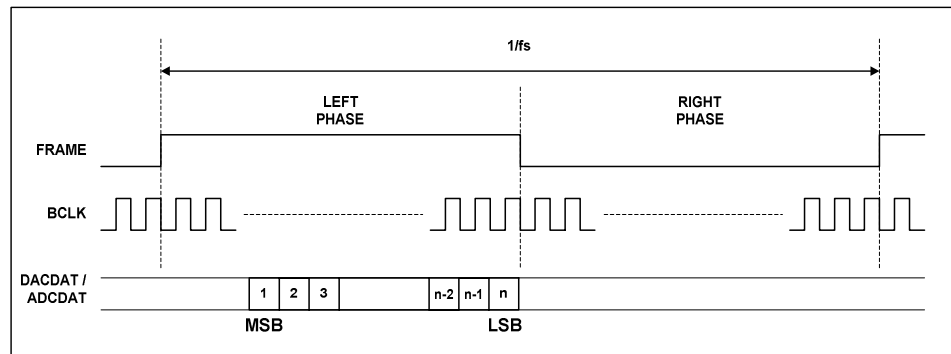 1/fs
LEFT
PHASE
RIGHT
PHASE
FRAME
BCLK
DACDAT /
ADCDAT
1 2 3 n-2 n-1 n
MSB LSB